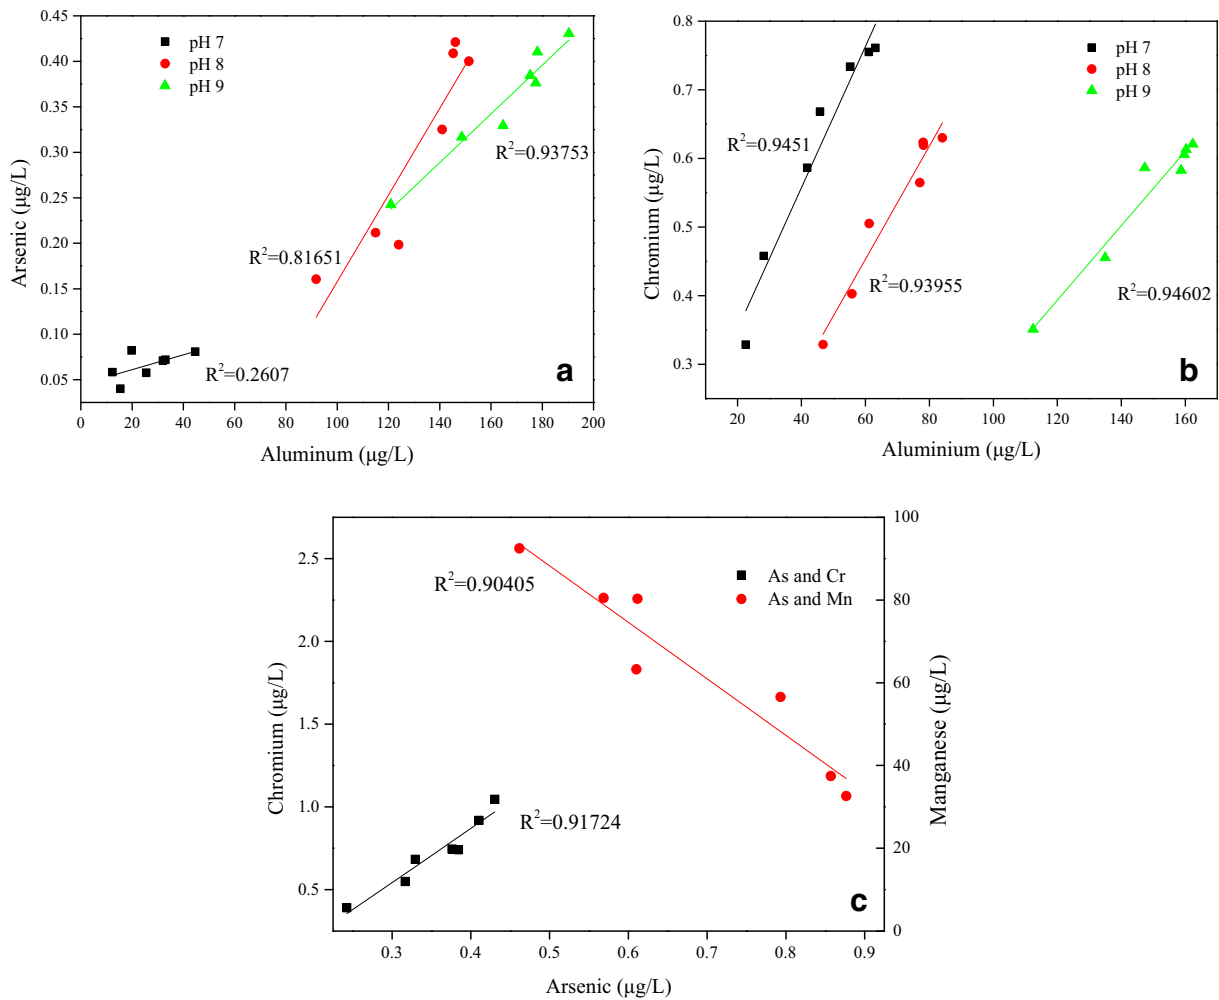 0.45
0.40
0.35
0.30
0.25
0.20
0.15
0.10
0.05
Arsenic (μg/L)
pH 7
pH 8
pH 9
R²=0.93753
R²=0.81651
R²=0.2607
a
0 20 40 60 80 100 120 140 160 180 200
Aluminum (μg/L)
0.8
0.7
0.6
0.5
0.4
0.3
Chromium (μg/L)
pH 7
pH 8
pH 9
R²=0.9451
R²=0.93955
R²=0.94602
b
20 40 60 80 100 120 140 160
Aluminium (μg/L)
2.5
2.0
1.5
1.0
0.5
Chromium (μg/L)
R²=0.90405
As and Cr
As and Mn
R²=0.91724
c
100
80
60
40
20
0
Manganese (μg/L)
0.3 0.4 0.5 0.6 0.7 0.8 0.9
Arsenic (μg/L)